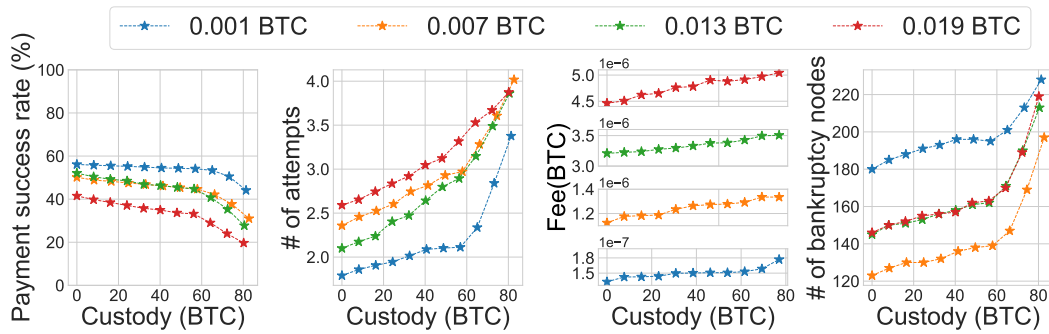 0.001 BTC 0.007 BTC 0.013 BTC 0.019 BTC
Payment success rate (%)
100
80
60
40
20
0
0 20 40 60 80
Custody (BTC)
# of attempts
4.0
3.5
3.0
2.5
2.0
0 20 40 60 80
Custody (BTC)
Fee(BTC)
1e-6
5.0
4.5
1e-6
3.5
3.0
1e-6
1.4
1.2
1e-7
1.8
1.5
0 20 40 60 80
Custody (BTC)
# of bankruptcy nodes
220
200
180
160
140
120
0 20 40 60 80
Custody (BTC)